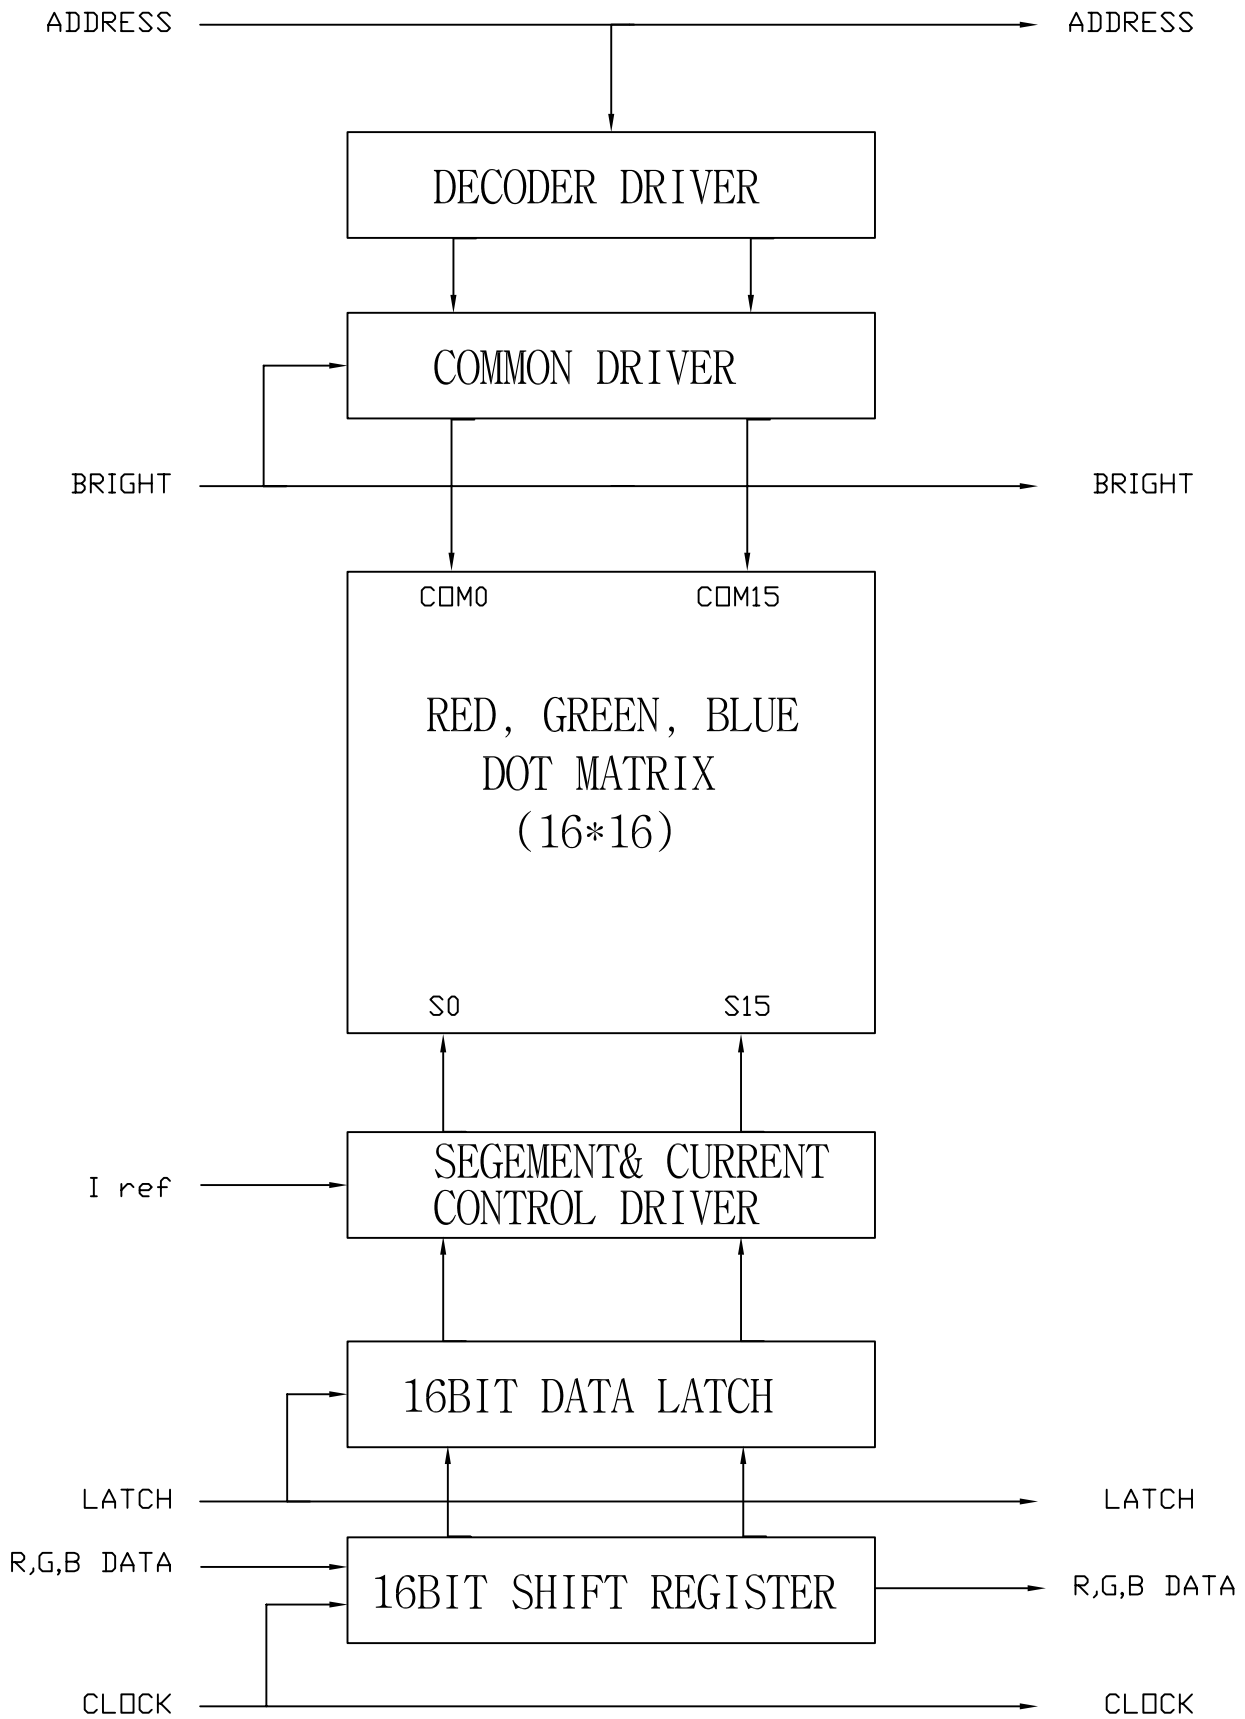 ADDRESS
ADDRESS
DECODER DRIVER
COMMON DRIVER
BRIGHT
BRIGHT
COM0
COM15
RED, GREEN, BLUE
DOT MATRIX
(16*16)
S0
S15
I ref
SEGEMENT& CURRENT
CONTROL DRIVER
16BIT DATA LATCH
LATCH
LATCH
R,G,B DATA
16BIT SHIFT REGISTER
R,G,B DATA
CLOCK
CLOCK